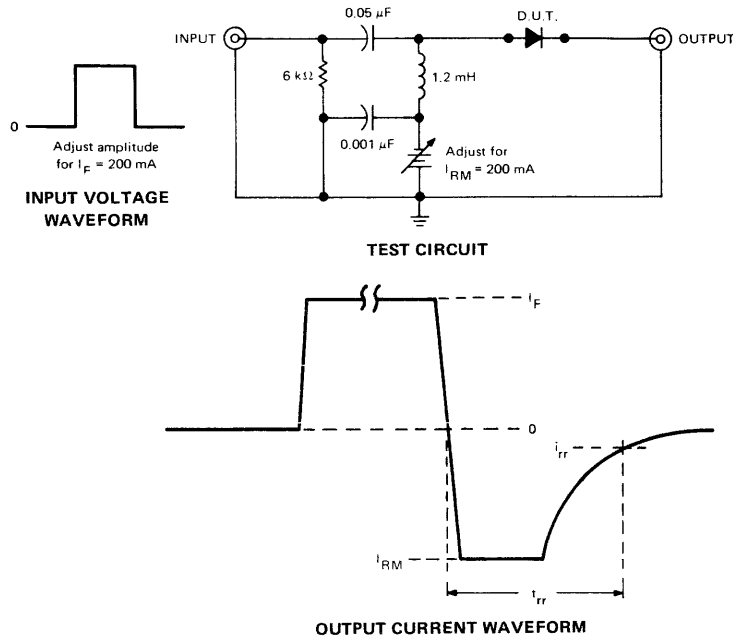 0.05 μF
D.U.T.
INPUT
OUTPUT
6 kΩ
1.2 mH
0.001 μF
Adjust for
I_RM = 200 mA
0
Adjust amplitude
for I_F = 200 mA
INPUT VOLTAGE
WAVEFORM
TEST CIRCUIT
I_F
0
i_rr
I_RM
t_rr
OUTPUT CURRENT WAVEFORM